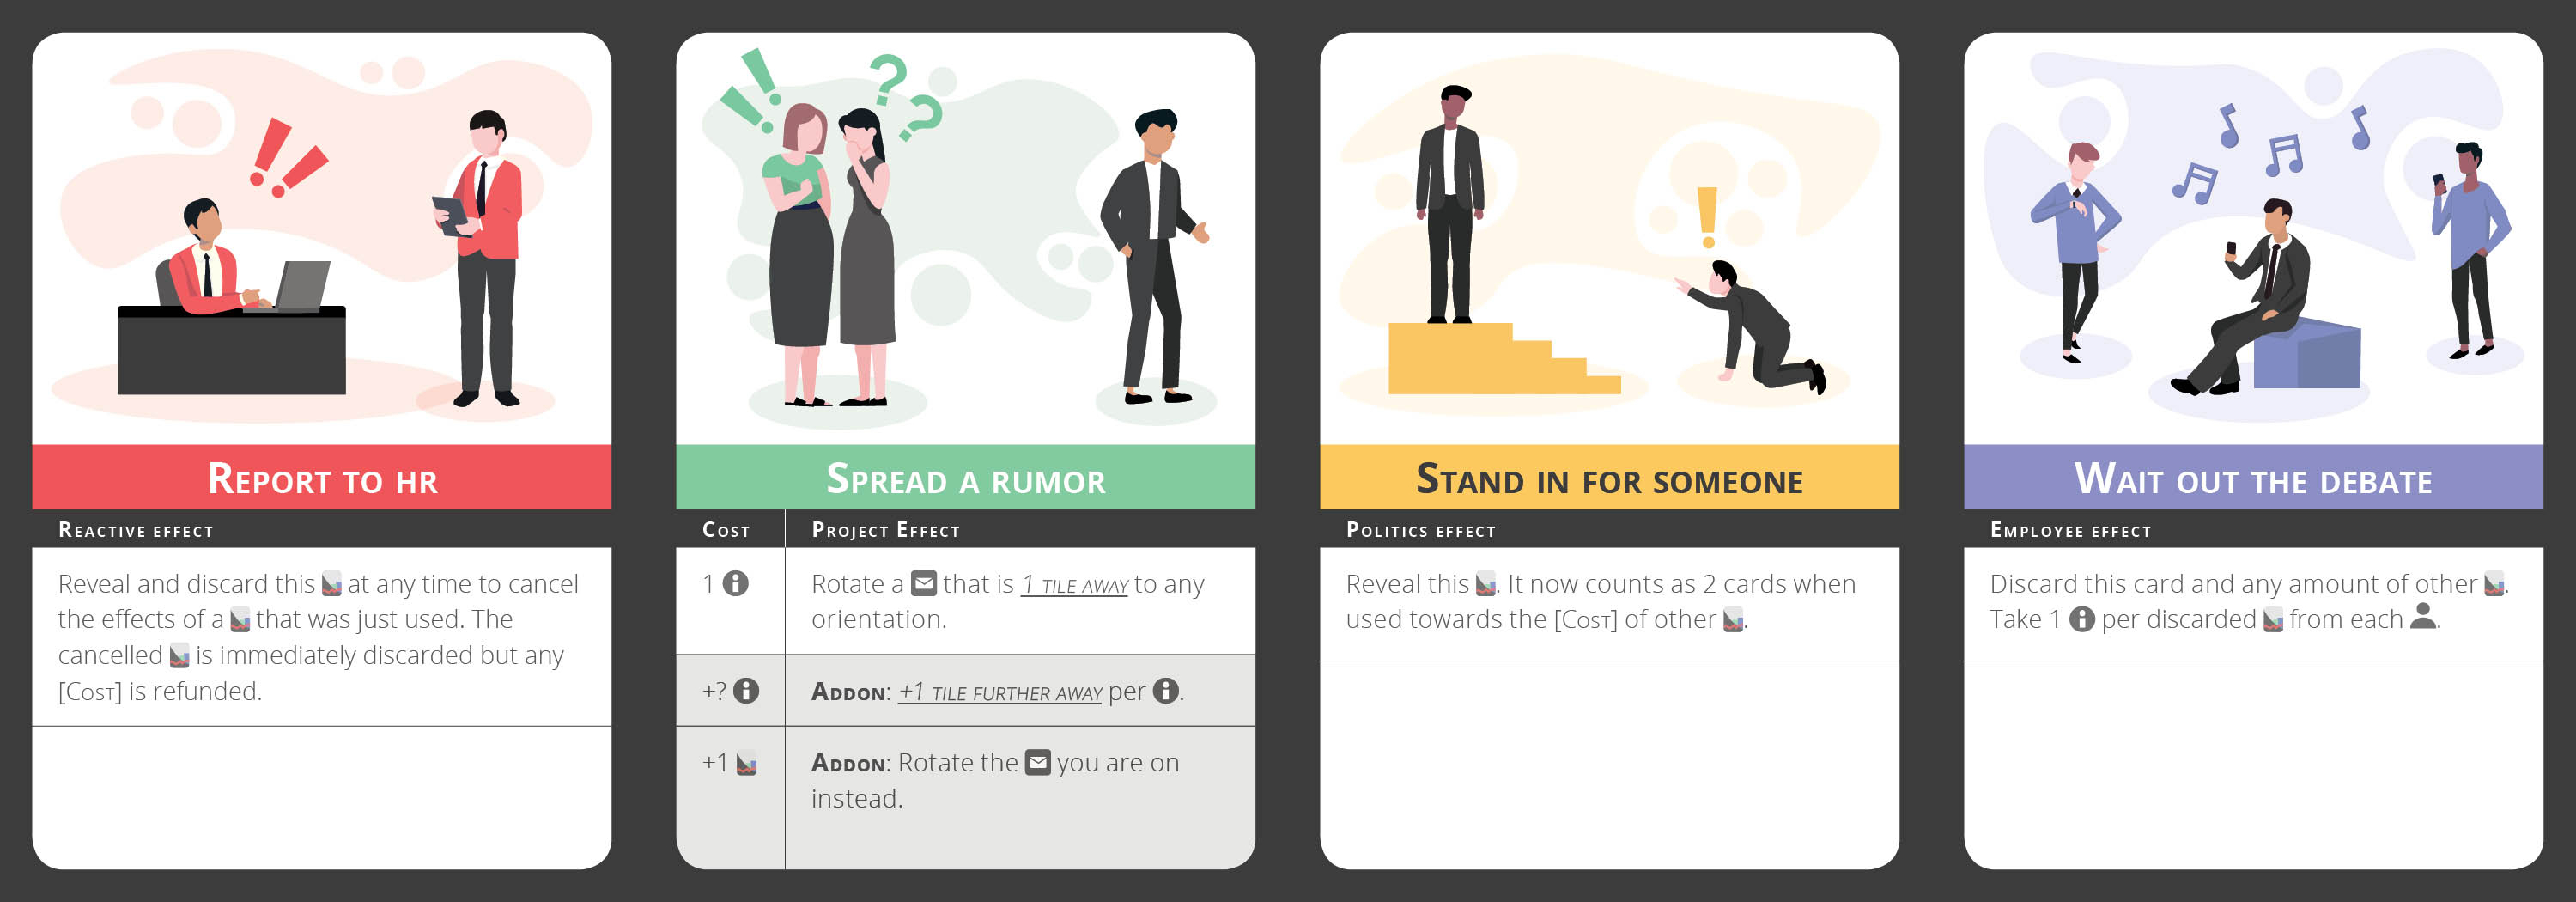 Report to HR
Reactive effect
Reveal and discard this at any time to cancel
the effects of a that was just used. The
cancelled is immediately discarded but any
[Cost] is refunded.
Spread a rumor
Cost Project Effect
1 Rotate a that is 1 tile away to any
orientation.
+? Addon: +1 tile further away per .
+1 Addon: Rotate the you are on
instead.
Stand in for someone
Politics effect
Reveal this . It now counts as 2 cards when
used towards the [Cost] of other .
Wait out the debate
Employee effect
Discard this card and any amount of other .
Take 1 per discarded from each .